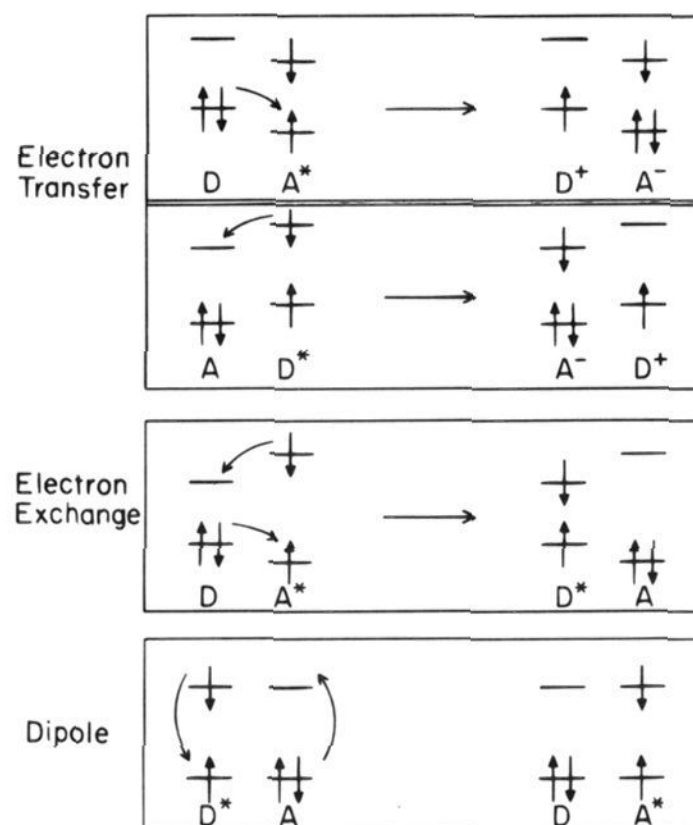 Electron
Transfer
D A* D⁺ A⁻
A D* A⁻ D⁺
Electron
Exchange
D A* D* A
Dipole
D* A D A*